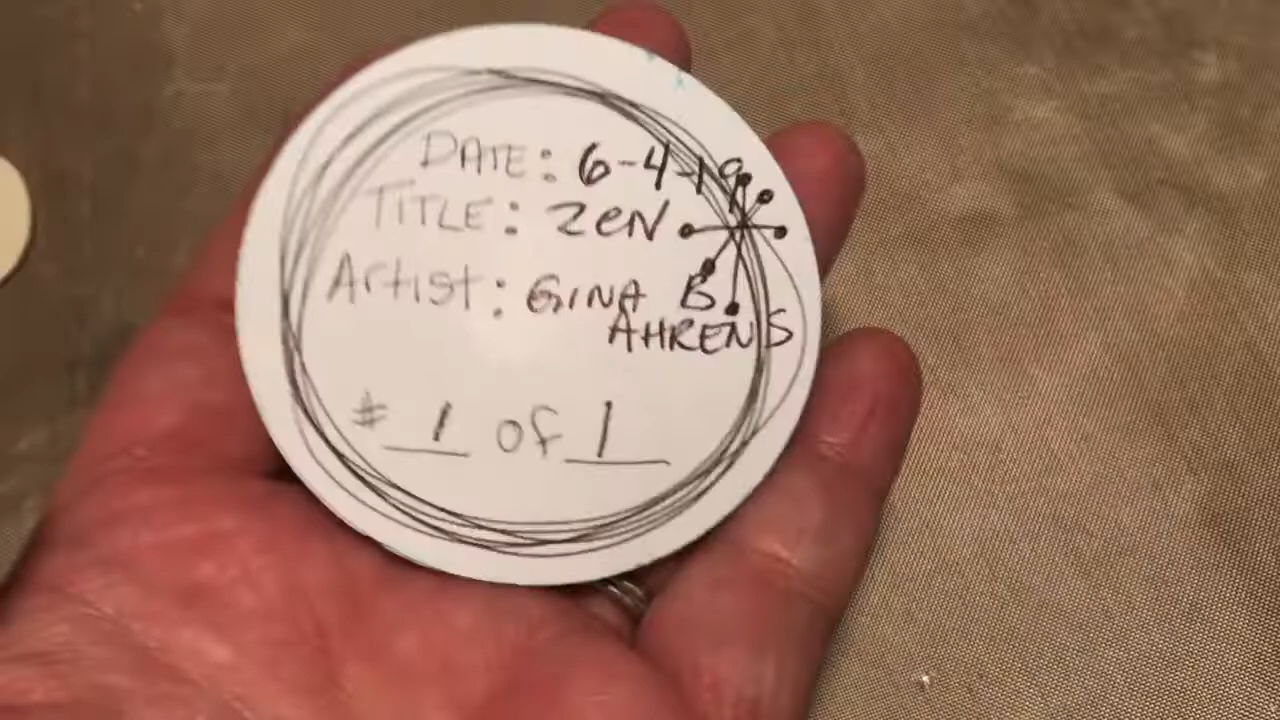 DATE: 6-4-19
TITLE: ZEN
Artist: GINA B.
AHRENS
# 1 of 1